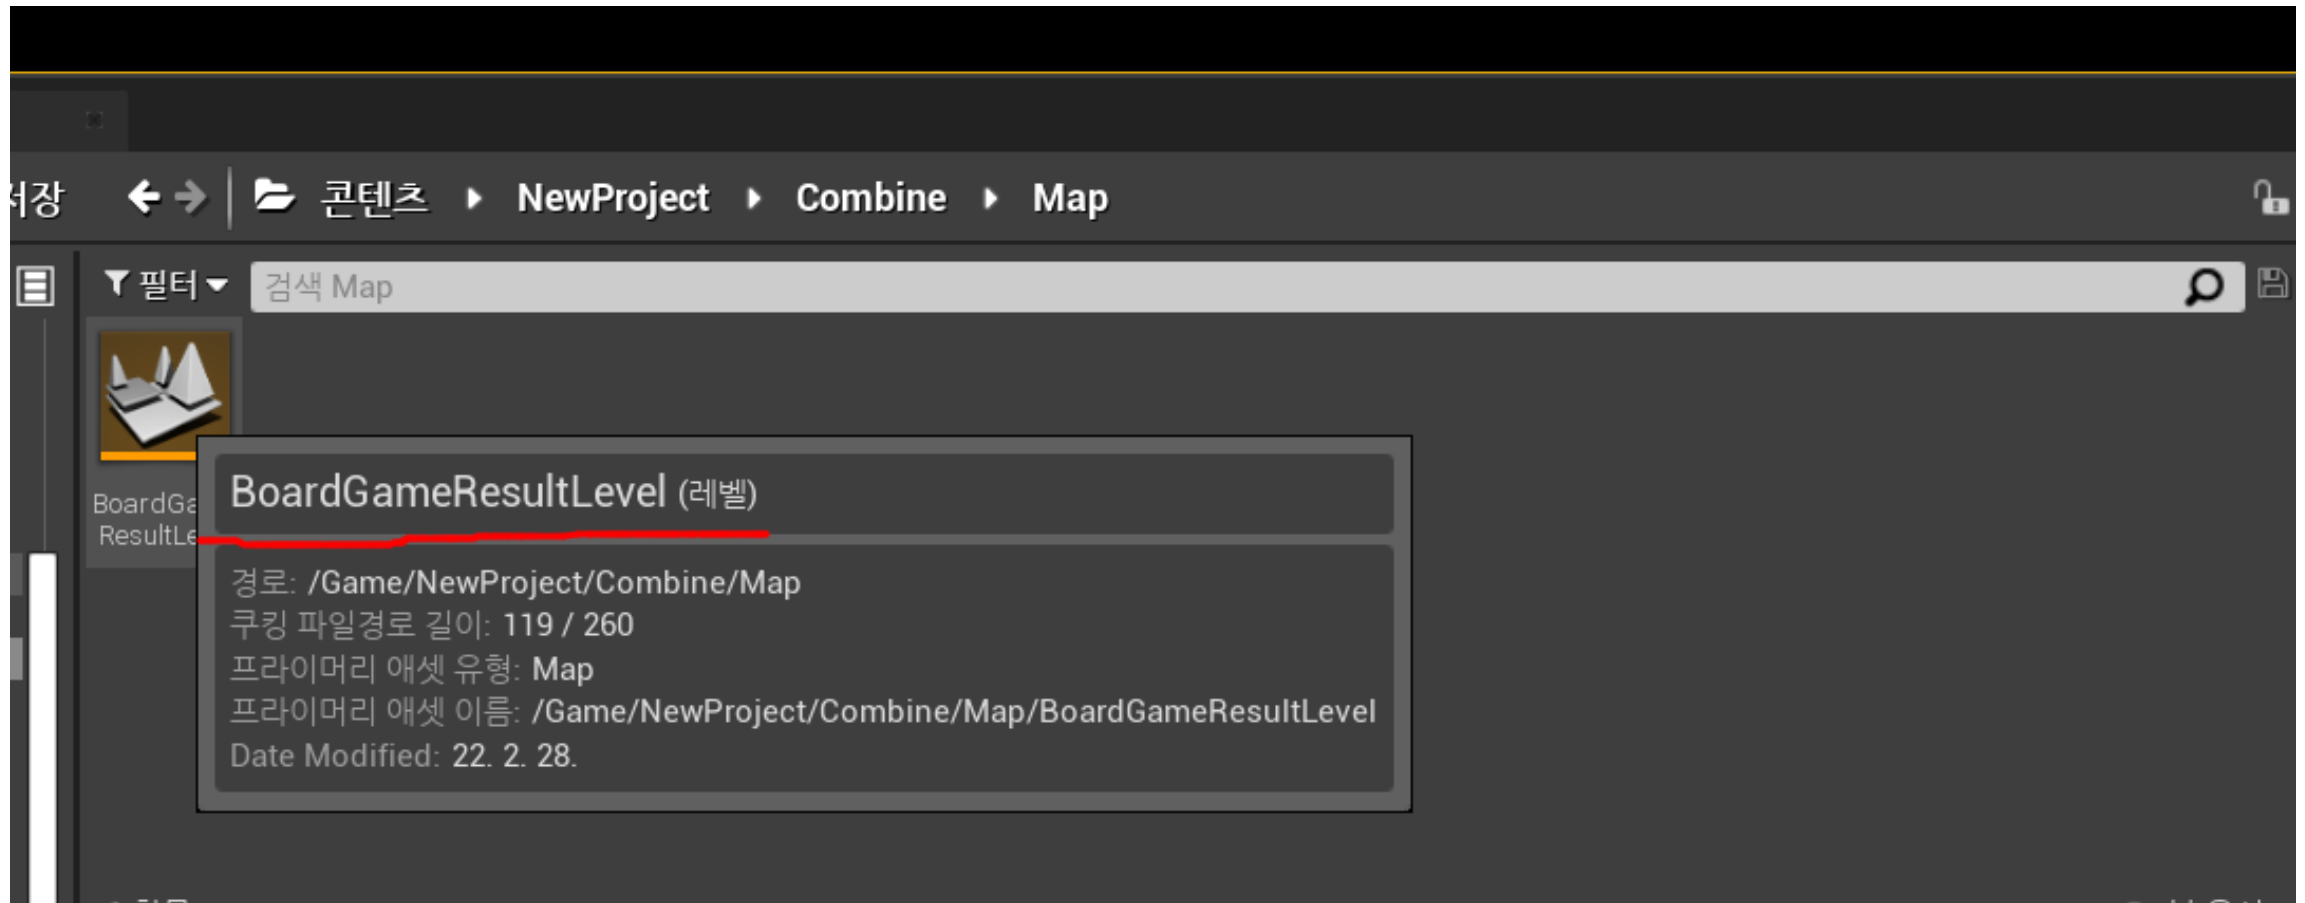 콘텐츠 NewProject Combine Map
필터 검색 Map
BoardGameResultLevel (레벨)
경로: /Game/NewProject/Combine/Map
쿠킹 파일경로 길이: 119 / 260
프라이머리 애셋 유형: Map
프라이머리 애셋 이름: /Game/NewProject/Combine/Map/BoardGameResultLevel
Date Modified: 22. 2. 28.